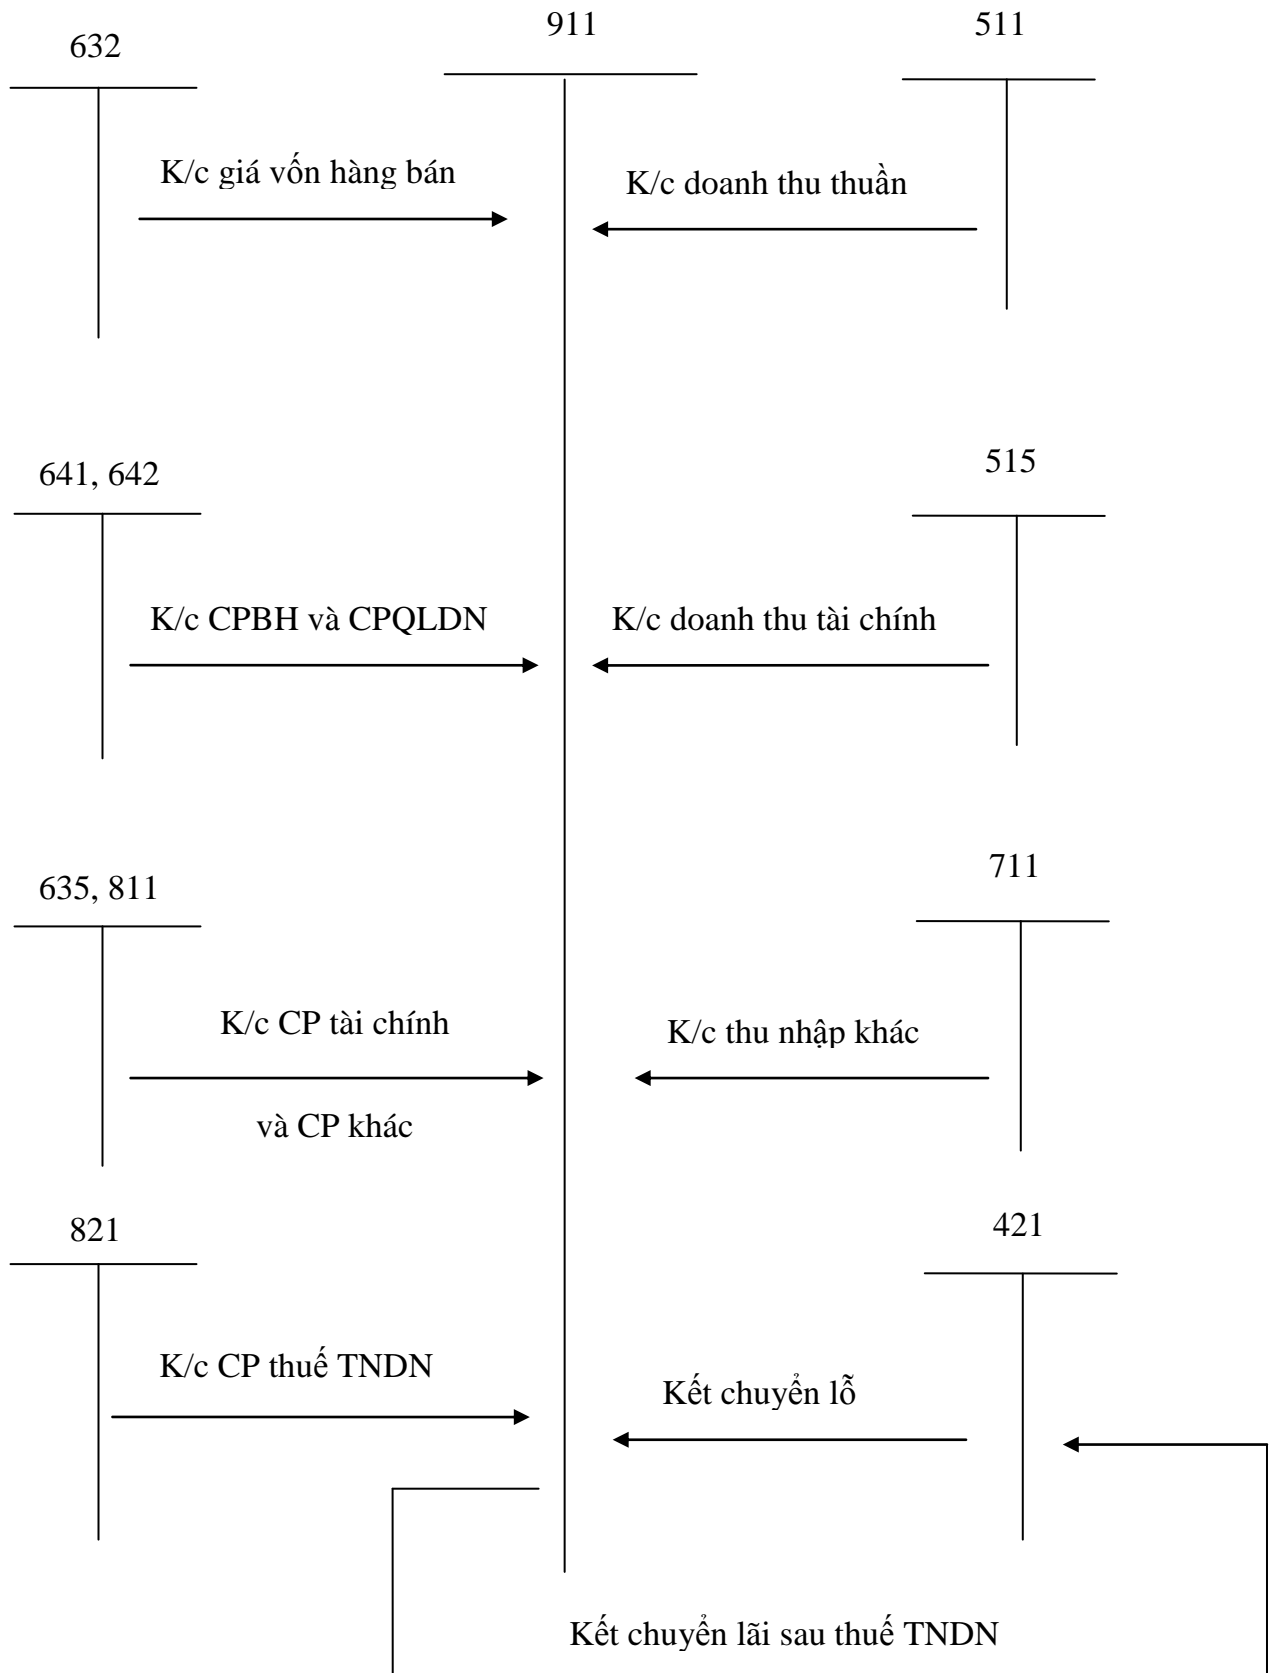 632
911
511
K/c giá vốn hàng bán
K/c doanh thu thuần
641, 642
515
K/c CPBH và CPQLDN
K/c doanh thu tài chính
635, 811
711
K/c CP tài chính
và CP khác
K/c thu nhập khác
821
421
K/c CP thuế TNDN
Kết chuyển lỗ
Kết chuyển lãi sau thuế TNDN